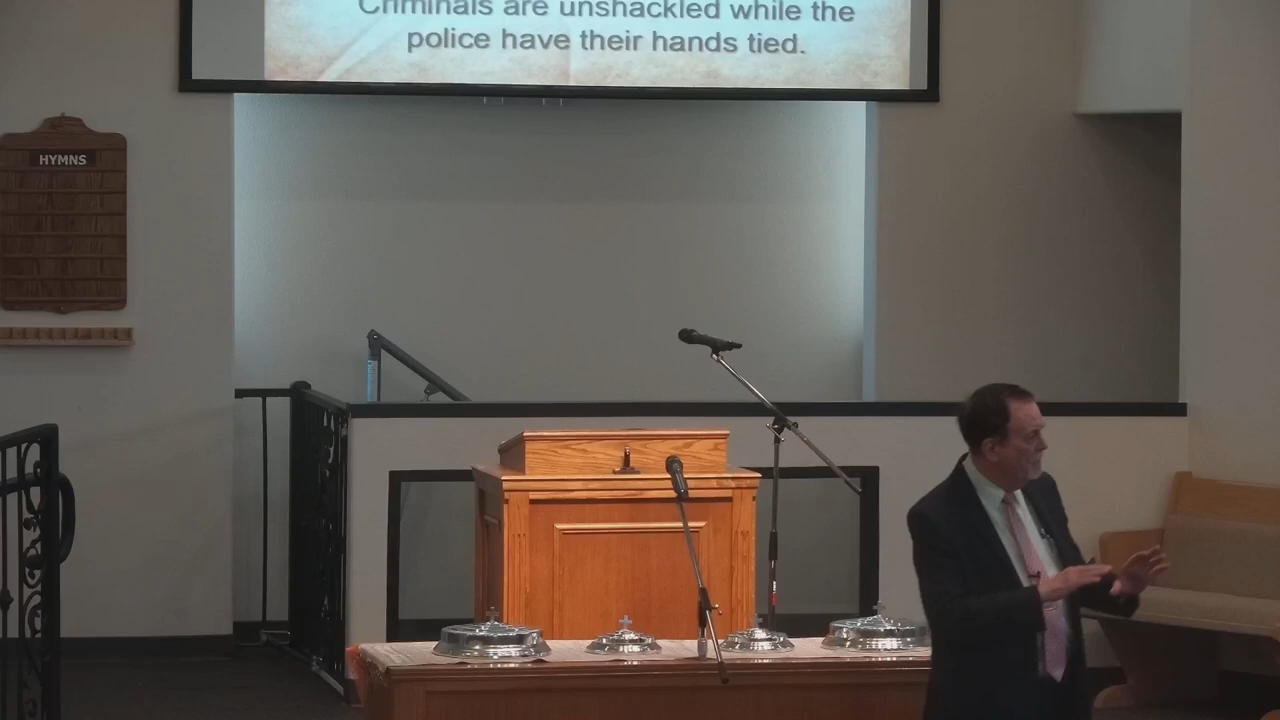 Criminals are unshackled while the
police have their hands tied.
HYMNS